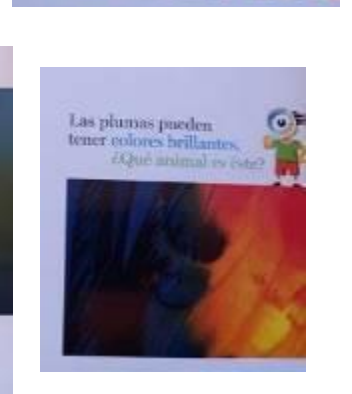 Las plumas pueden
tener colores brillantes.
¿Qué animal es éste?